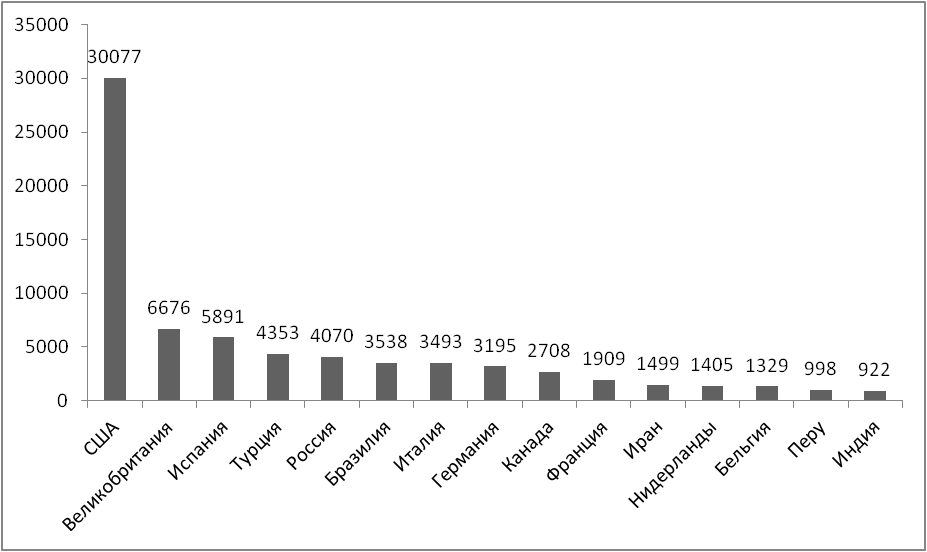 35000
30000
25000
20000
15000
10000
5000
0
30077
6676
5891
4353
4070
3538
3493
3195
2708
1909
1499
1405
1329
998
922
США
Великобритания
Испания
Турция
Россия
Бразилия
Италия
Германия
Канада
Франция
Иран
Нидерланды
Бельгия
Перу
Индия